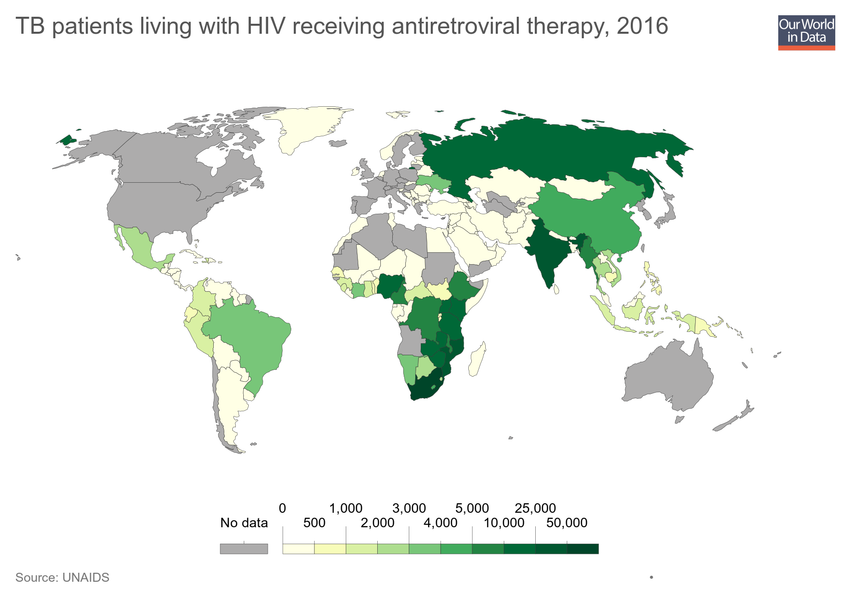 TB patients living with HIV receiving antiretroviral therapy, 2016
Our World
in Data
0 1,000 3,000 5,000 25,000
No data 500 2,000 4,000 10,000 50,000
Source: UNAIDS